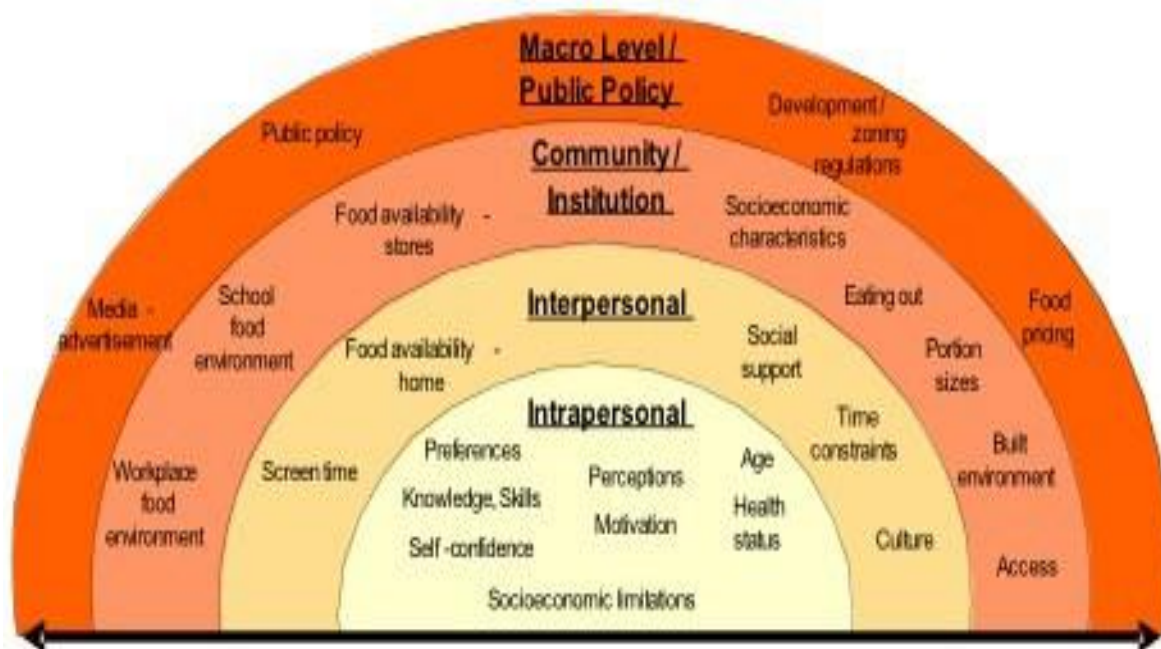 Macro Level /
Public Policy
Public policy
Development /
zoning
regulations
Media -
advertisement
Food
pricing
Community /
Institution
Food availability -
stores
Socioeconomic
characteristics
School
food
environment
Eating out
Portion
sizes
Workplace
food
environment
Built
environment
Access
Interpersonal
Food availability -
home
Social
support
Screen time
Time
constraints
Culture
Intrapersonal
Preferences
Knowledge, Skills
Self -confidence
Perceptions
Motivation
Age
Health
status
Socioeconomic limitations